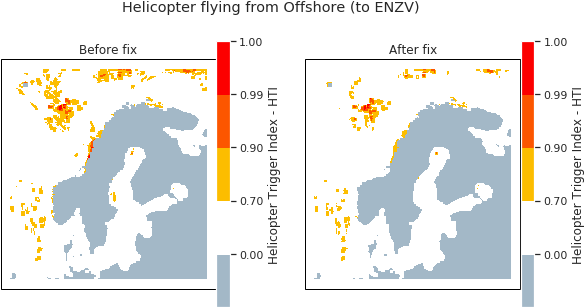 Helicopter flying from Offshore (to ENZV)
Before fix
1.00
0.99
0.90
0.70
0.00
Helicopter Trigger Index - HTI
After fix
1.00
0.99
0.90
0.70
0.00
Helicopter Trigger Index - HTI